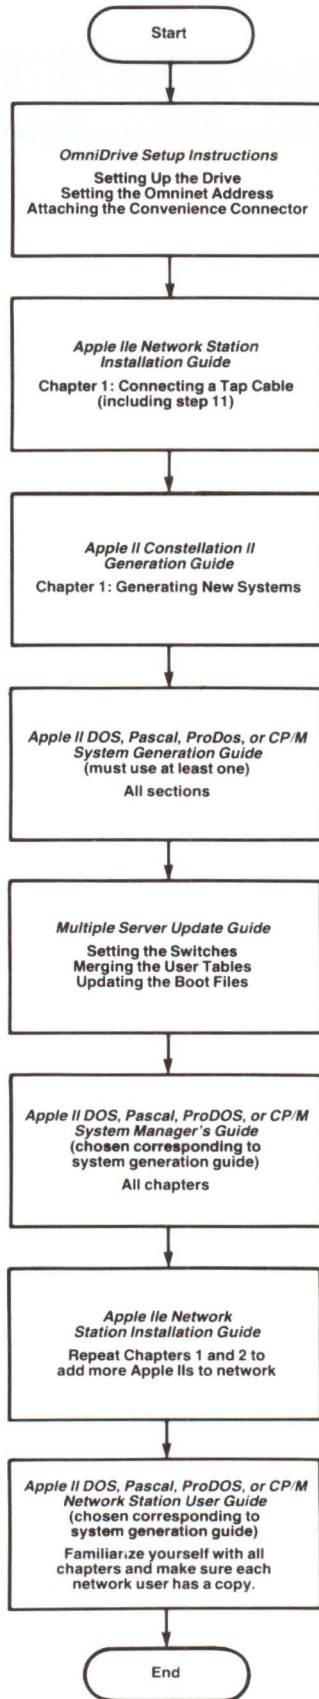 Start
OmniDrive Setup Instructions
Setting Up the Drive
Setting the Omninet Address
Attaching the Convenience Connector
Apple IIe Network Station
Installation Guide
Chapter 1: Connecting a Tap Cable
(including step 11)
Apple II Constellation II
Generation Guide
Chapter 1: Generating New Systems
Apple II DOS, Pascal, ProDos, or CP/M
System Generation Guide
(must use at least one)
All sections
Multiple Server Update Guide
Setting the Switches
Merging the User Tables
Updating the Boot Files
Apple II DOS, Pascal, ProDOS, or CP/M
System Manager's Guide
(chosen corresponding to
system generation guide)
All chapters
Apple IIe Network
Station Installation Guide
Repeat Chapters 1 and 2 to
add more Apple IIs to network
Apple II DOS, Pascal, ProDOS, or CP/M
Network Station User Guide
(chosen corresponding to
system generation guide)
Familiarize yourself with all
chapters and make sure each
network user has a copy.
End